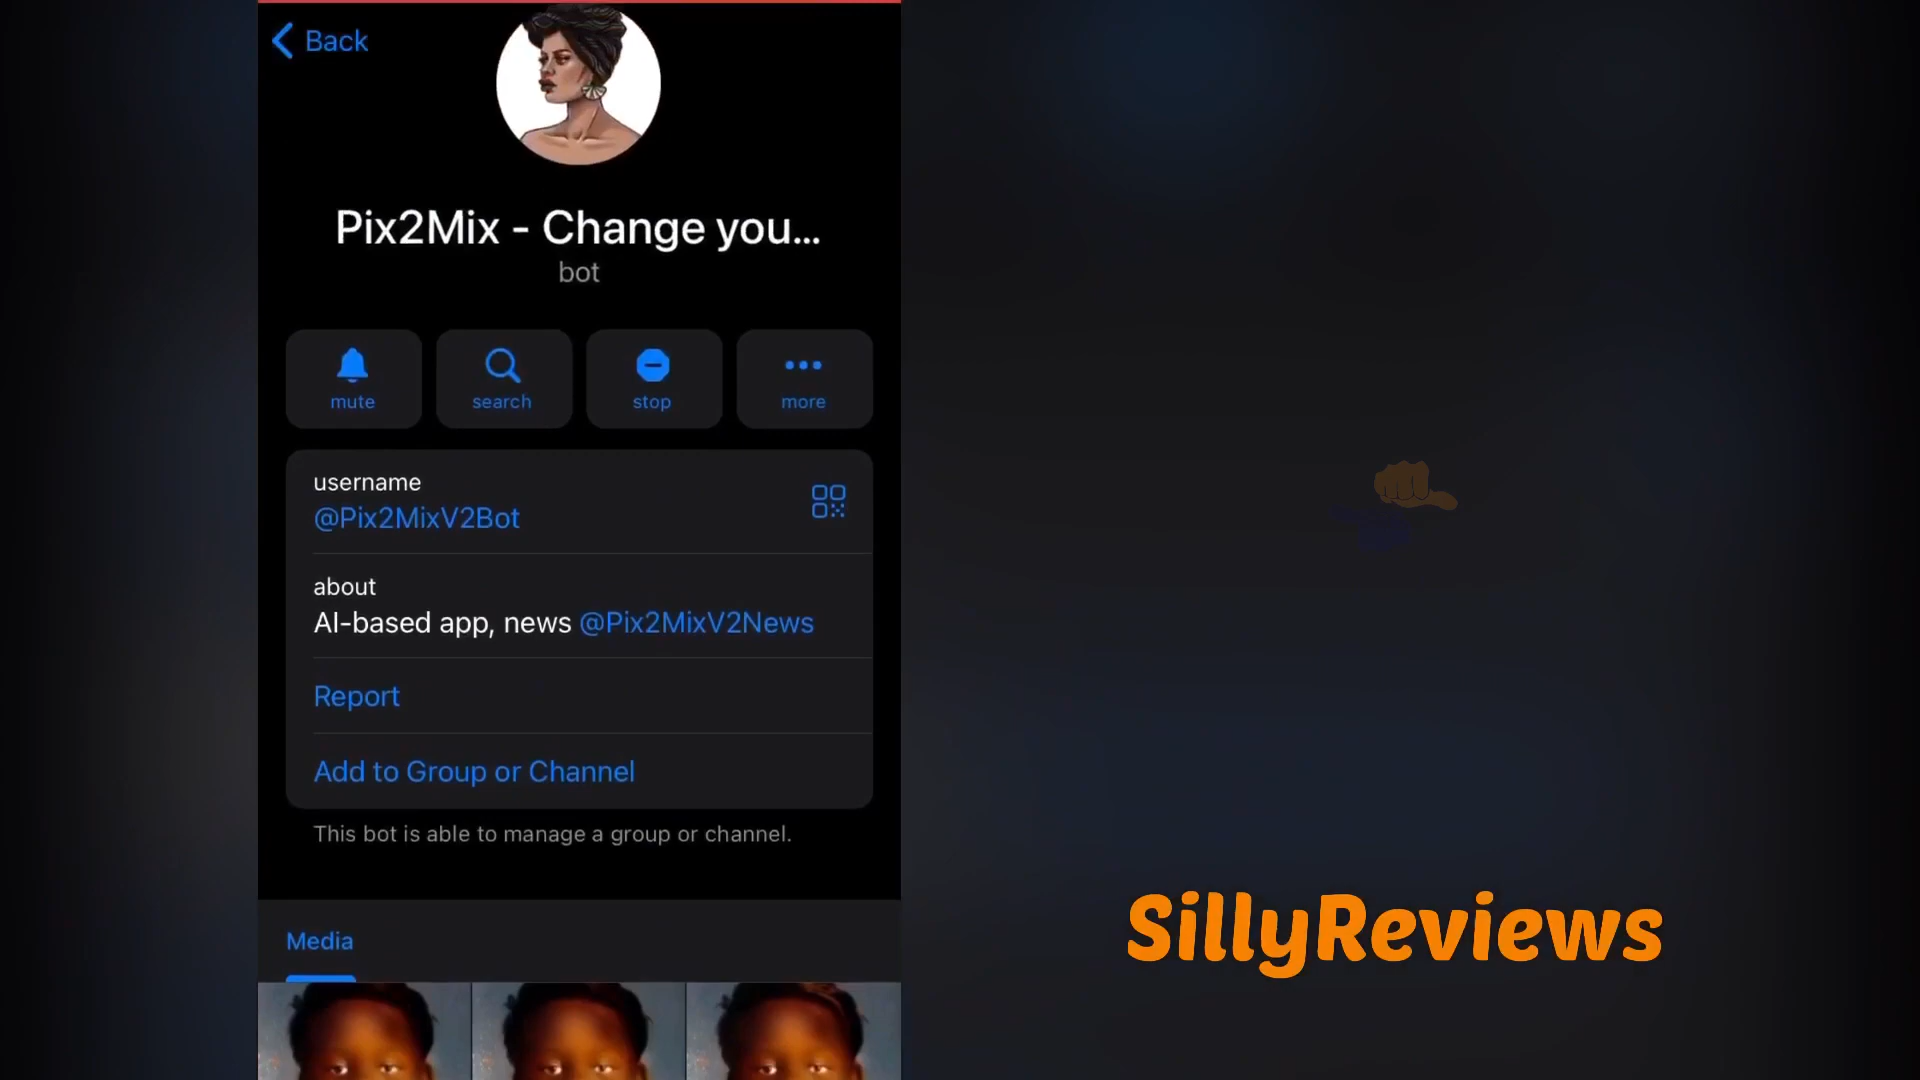 Back
Pix2Mix - Change you...
bot
mute
search
stop
more
username
@Pix2MixV2Bot
about
AI-based app, news @Pix2MixV2News
Report
Add to Group or Channel
This bot is able to manage a group or channel.
Media
SillyReviews